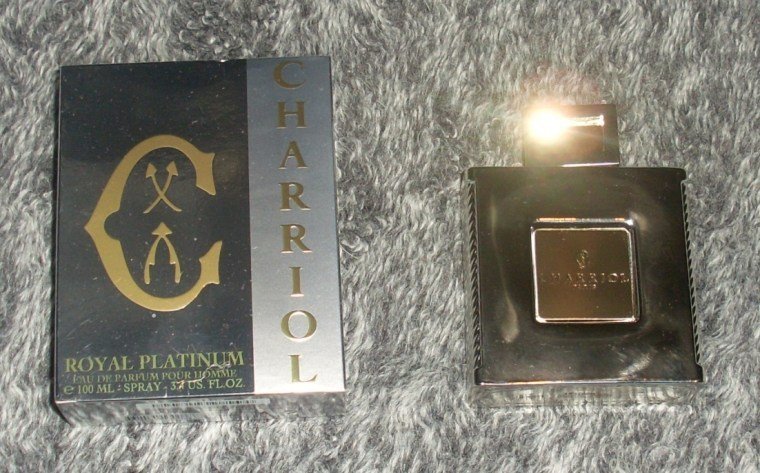 CHARRIOL
ROYAL PLATINUM
EAU DE PARFUM POUR HOMME
e 100 ML · SPRAY · 3.4 US. FL.OZ
CHARRIOL